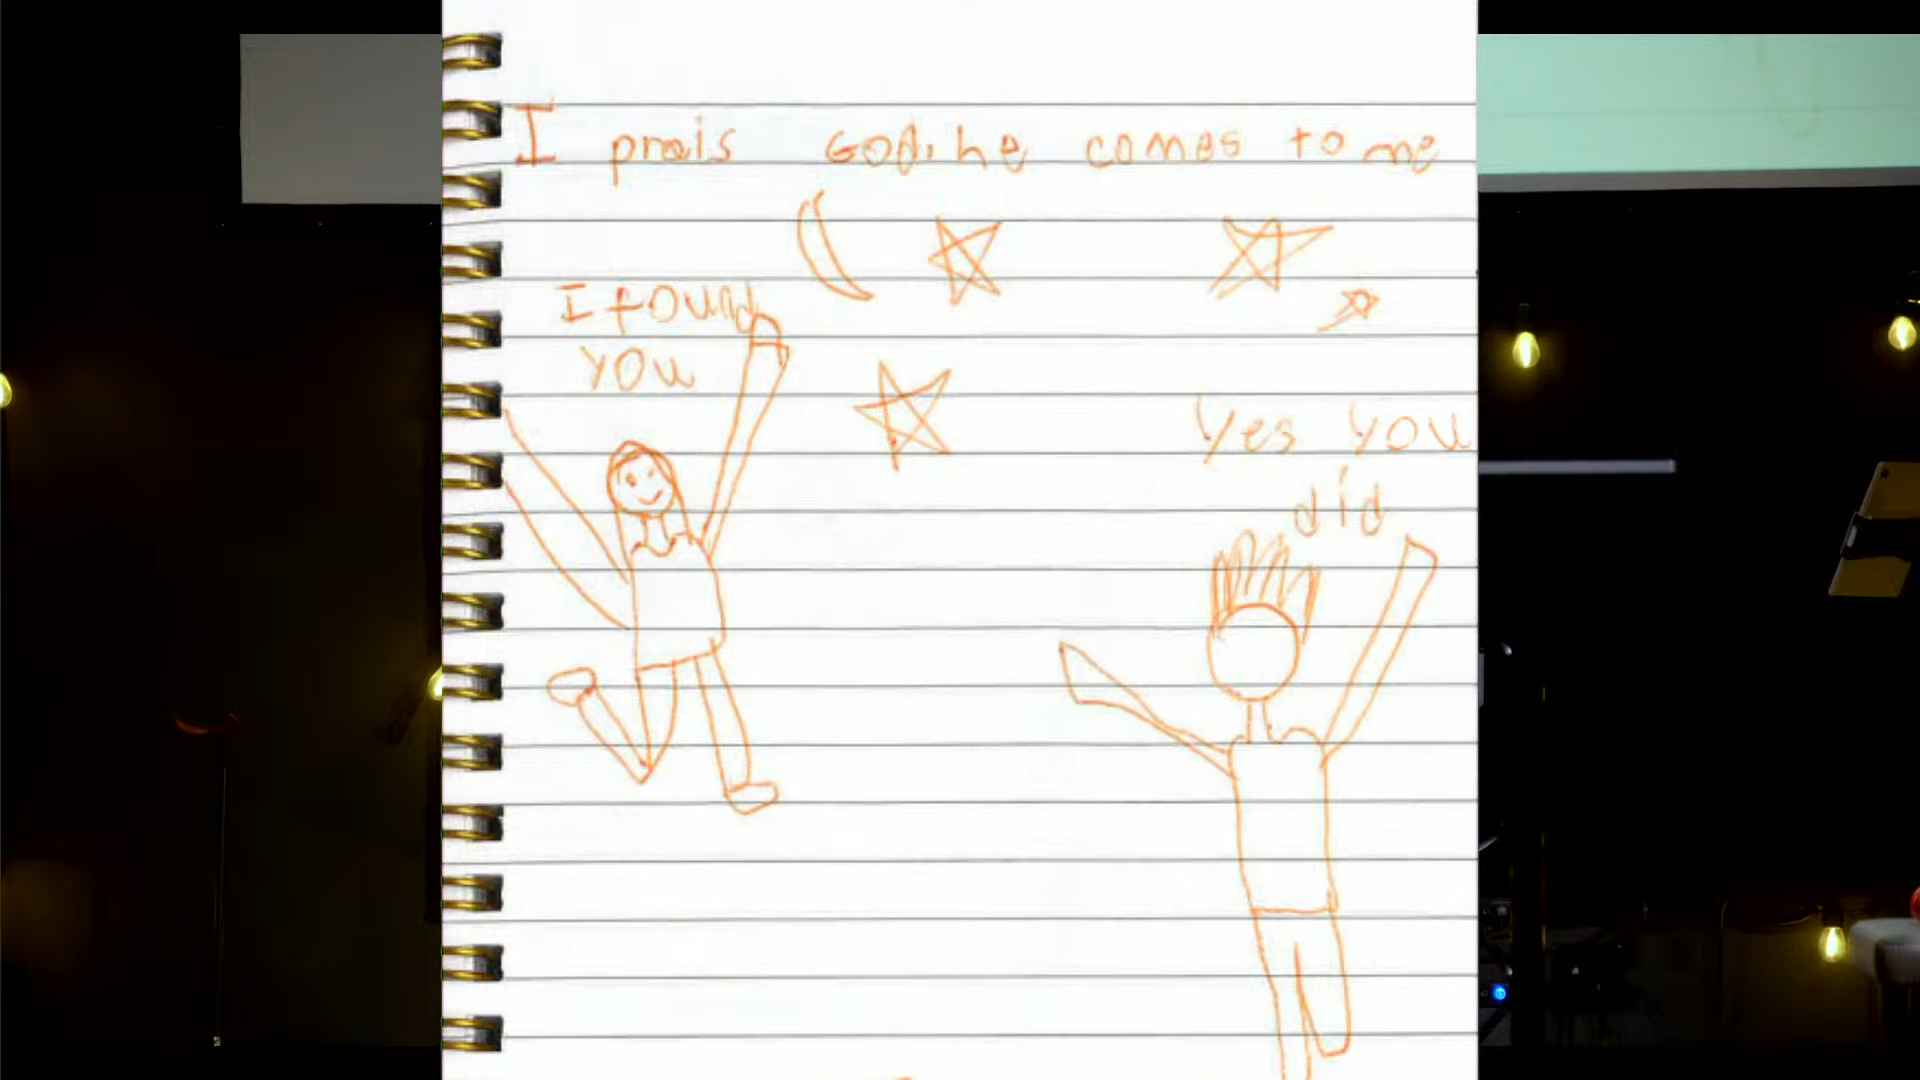 I prais God, he comes to me
I found
you
Yes you
did